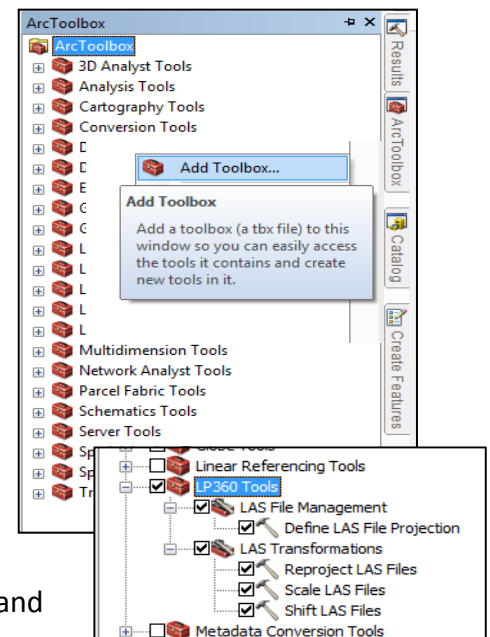 ArcToolbox
ArcToolbox
3D Analyst Tools
Analysis Tools
Cartography Tools
Conversion Tools
Add Toolbox...
Add Toolbox
Add a toolbox (a tbx file) to this
window so you can easily access
the tools it contains and create
new tools in it.
Multidimension Tools
Network Analyst Tools
Parcel Fabric Tools
Schematics Tools
Server Tools
Sp
Sp
Tr
Results
ArcToolbox
Catalog
Create Features
Linear Referencing Tools
LP360 Tools
LAS File Management
Define LAS File Projection
LAS Transformations
Reproject LAS Files
Scale LAS Files
Shift LAS Files
Metadata Conversion Tools
and